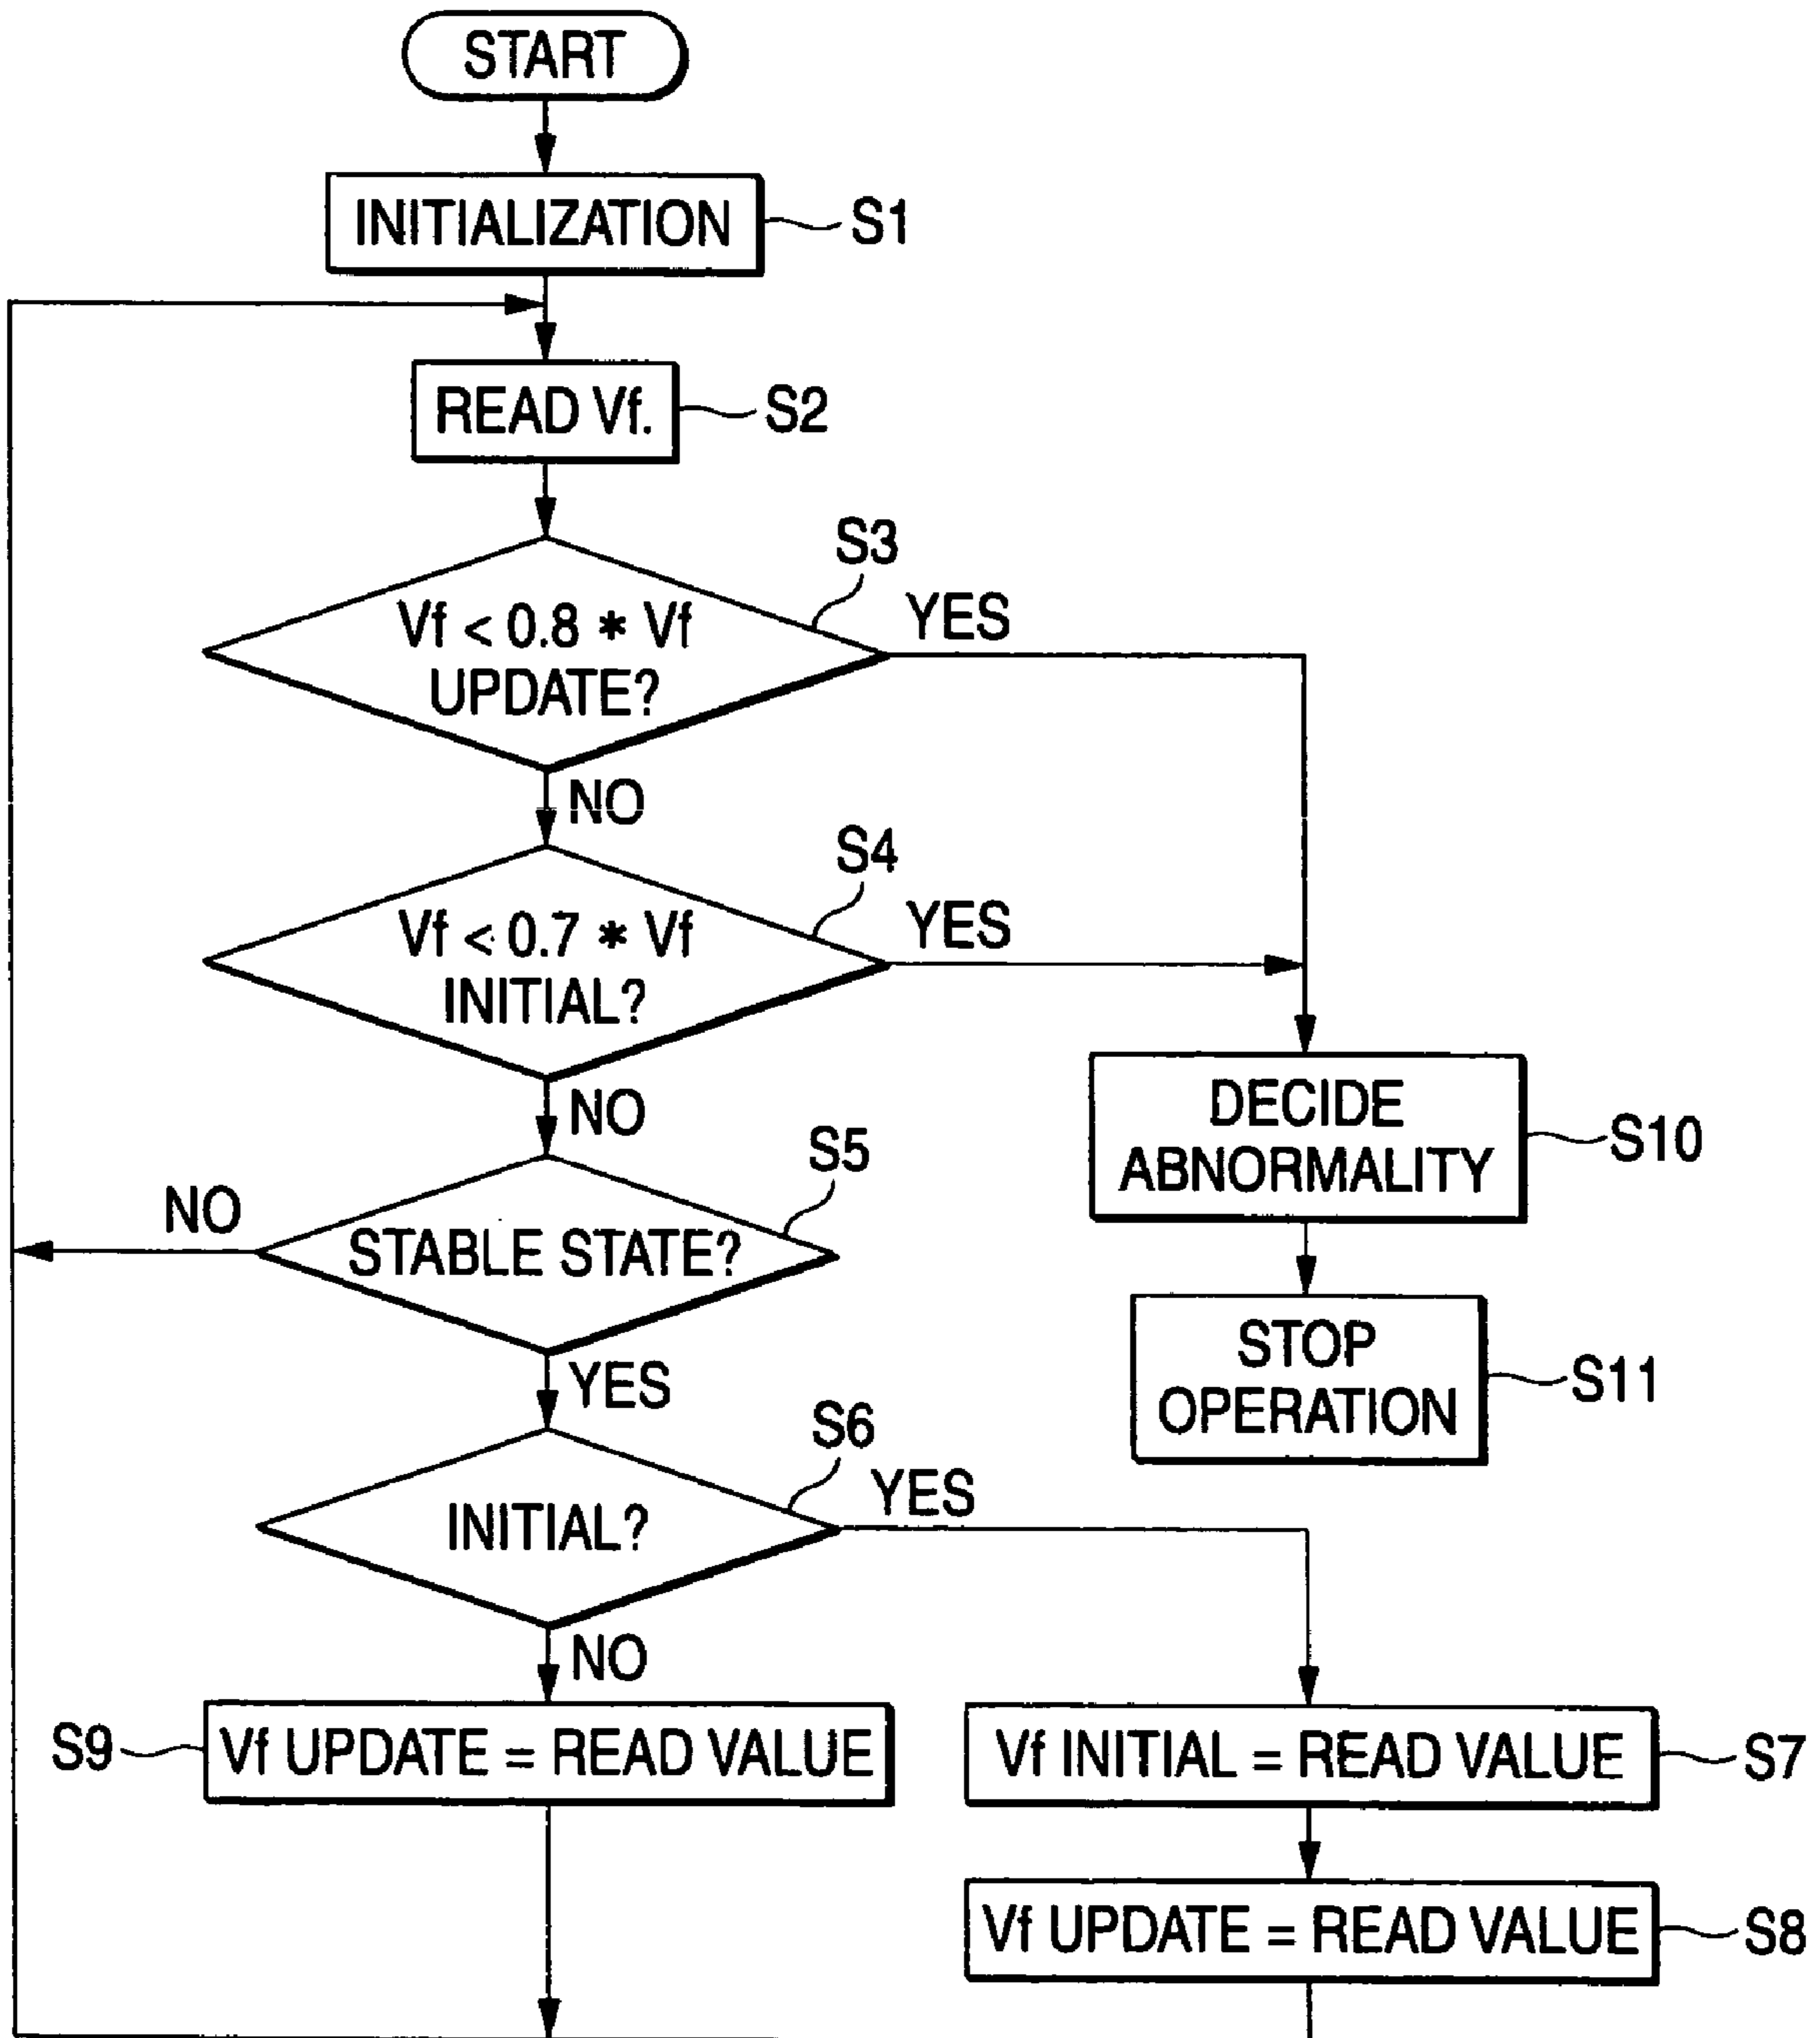 START
INITIALIZATION
S1
READ Vf.
S2
S3
Vf < 0.8 * Vf
UPDATE?
YES
NO
S4
Vf < 0.7 * Vf
INITIAL?
YES
NO
DECIDE
ABNORMALITY
S10
S5
NO
STABLE STATE?
STOP
OPERATION
S11
YES
S6
INITIAL?
YES
NO
S9
Vf UPDATE = READ VALUE
Vf INITIAL = READ VALUE
S7
Vf UPDATE = READ VALUE
S8